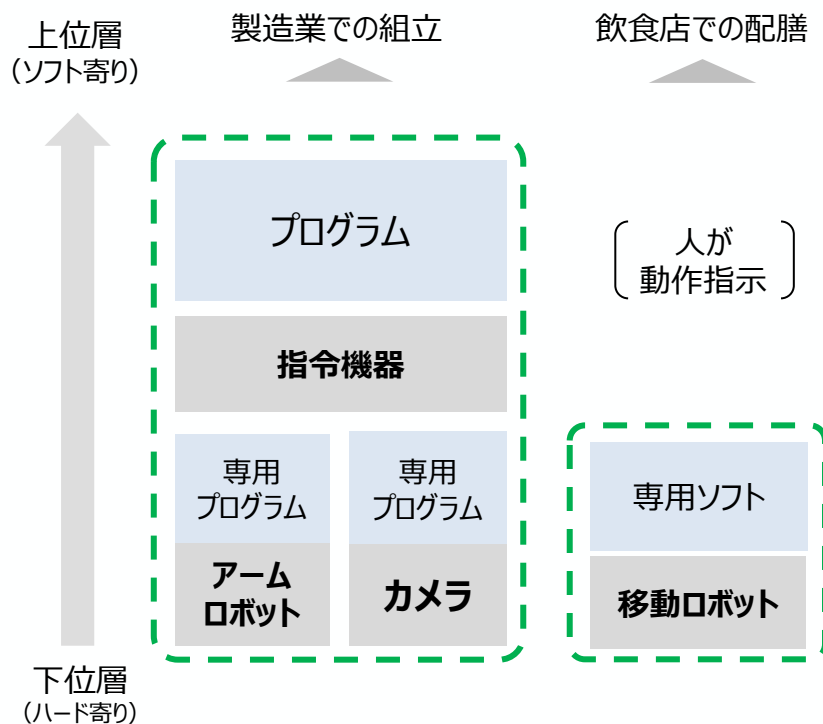 上位層
（ソフト寄り）
製造業での組立
飲食店での配膳
プログラム
人が
動作指示
指令機器
専用
プログラム
専用
プログラム
専用ソフト
アーム
ロボット
カメラ
移動ロボット
下位層
（ハード寄り）